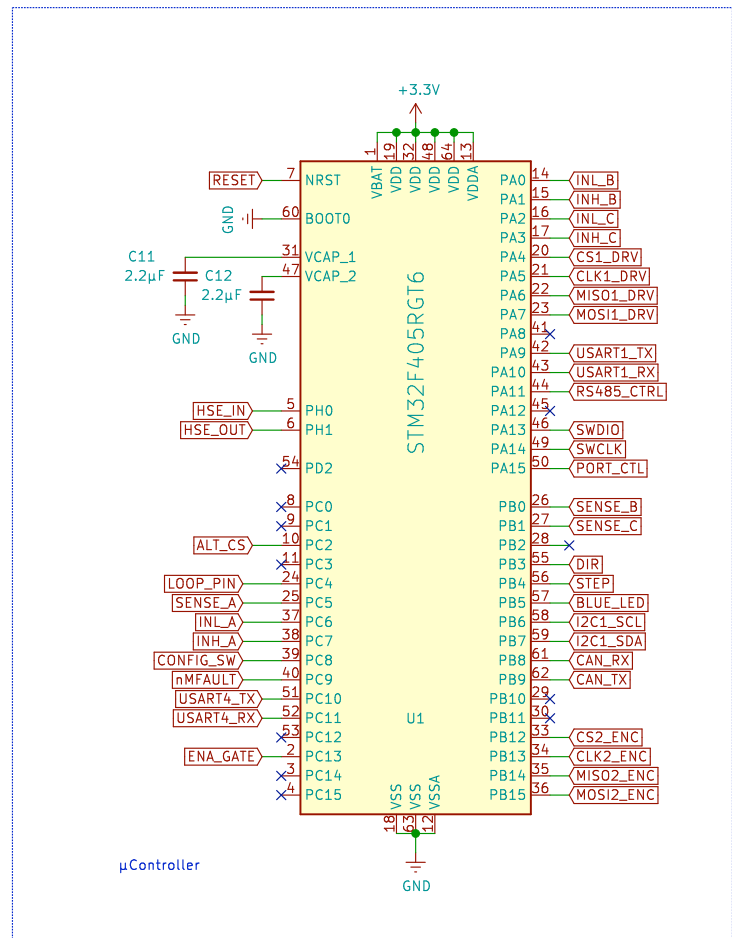 +3.3V
1 19 32 48 64 13
VBAT VDD VDD VDD VDD VDDA
RESET 7 NRST
GND 60 BOOT0
C11 2.2µF 31 VCAP_1
C12 2.2µF 47 VCAP_2
GND
GND
HSE_IN 5 PH0
HSE_OUT 6 PH1
54 PD2
8 PC0
9 PC1
ALT_CS 10 PC2
11 PC3
LOOP_PIN 24 PC4
SENSE_A 25 PC5
INL_A 37 PC6
INH_A 38 PC7
CONFIG_SW 39 PC8
nMFAULT 40 PC9
USART4_TX 51 PC10
USART4_RX 52 PC11
53 PC12
ENA_GATE 2 PC13
3 PC14
4 PC15
STM32F405RGT6
U1
PA0 14 INL_B
PA1 15 INH_B
PA2 16 INL_C
PA3 17 INH_C
PA4 20 CS1_DRV
PA5 21 CLK1_DRV
PA6 22 MISO1_DRV
PA7 23 MOSI1_DRV
PA8 41
PA9 42 USART1_TX
PA10 43 USART1_RX
PA11 44 RS485_CTRL
PA12 45
PA13 46 SWDIO
PA14 49 SWCLK
PA15 50 PORT_CTL
PB0 26 SENSE_B
PB1 27 SENSE_C
PB2 28
PB3 55 DIR
PB4 56 STEP
PB5 57 BLUE_LED
PB6 58 I2C1_SCL
PB7 59 I2C1_SDA
PB8 61 CAN_RX
PB9 62 CAN_TX
PB10 29
PB11 30
PB12 33 CS2_ENC
PB13 34 CLK2_ENC
PB14 35 MISO2_ENC
PB15 36 MOSI2_ENC
VSS VSS VSSA
18 63 12
GND
µController